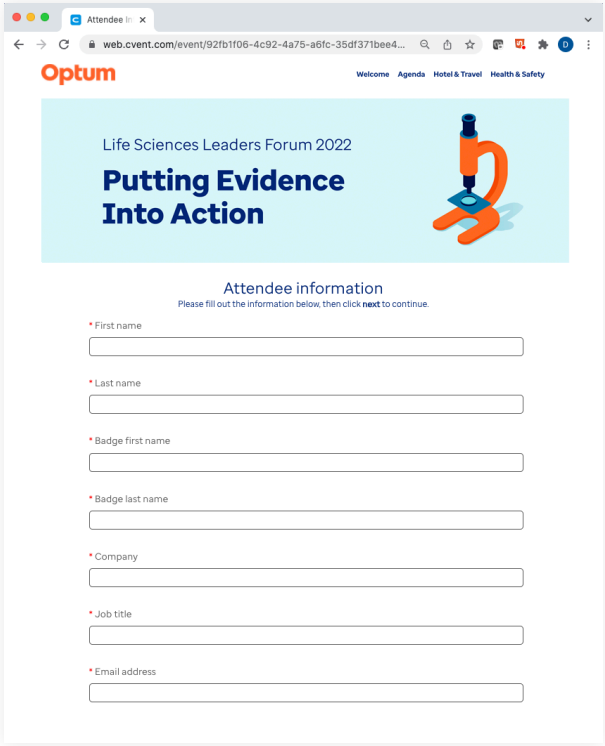 Attendee In
web.cvent.com/event/92fb1f06-4c92-4a75-a6fc-35df371bee4...
D
Optum
Welcome Agenda Hotel & Travel Health & Safety
Life Sciences Leaders Forum 2022
Putting Evidence
Into Action
Attendee information
Please fill out the information below, then click next to continue.
* First name
* Last name
* Badge first name
* Badge last name
* Company
* Job title
* Email address